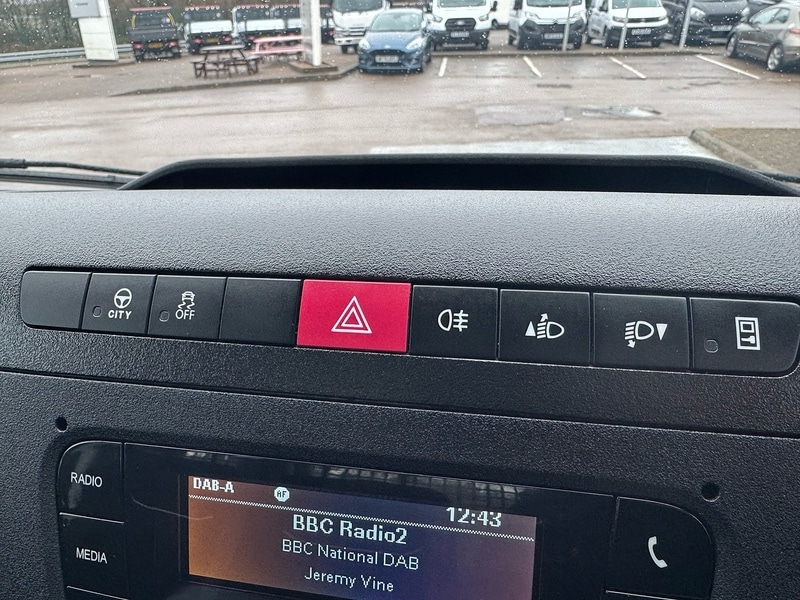 CITY
OFF
RADIO
MEDIA
DAB-A
AF
12:43
BBC Radio2
BBC National DAB
Jeremy Vine